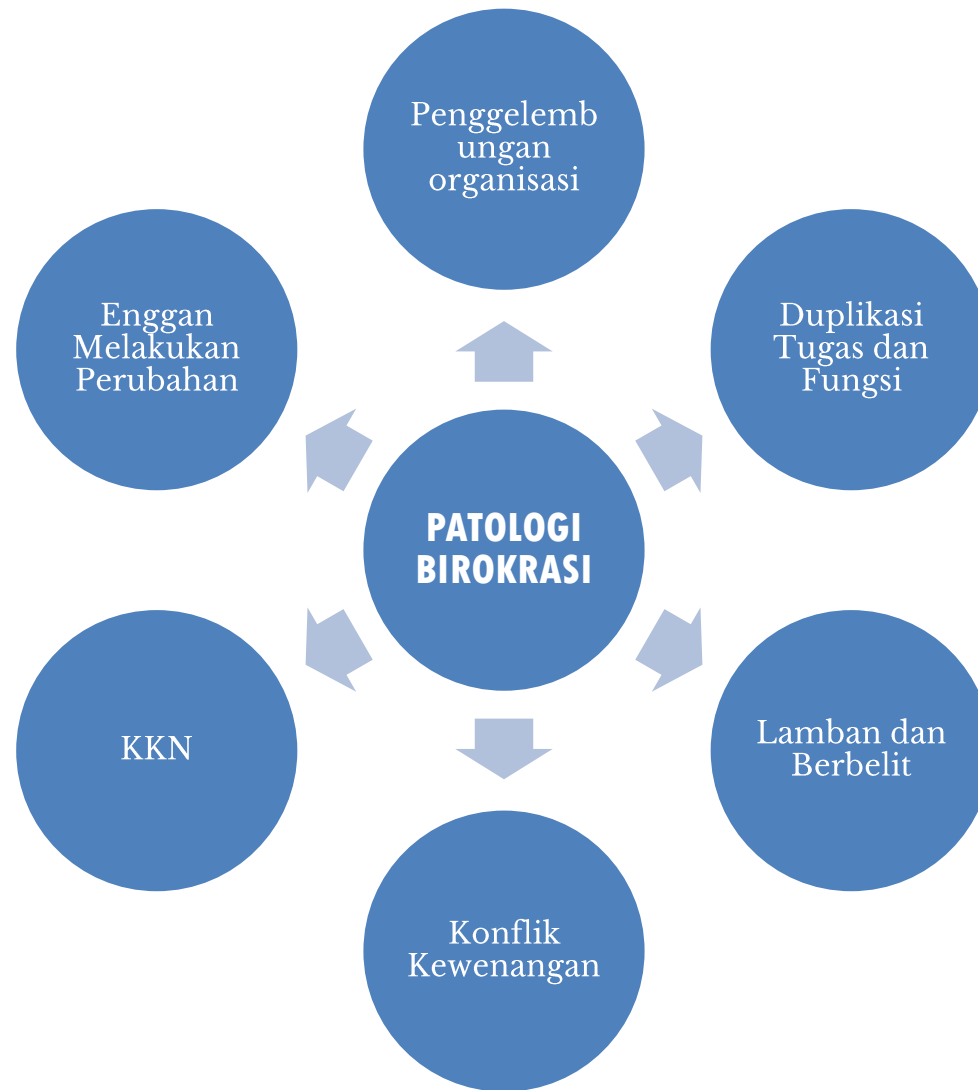 Penggelemb
ungan
organisasi
Enggan
Melakukan
Perubahan
Duplikasi
Tugas dan
Fungsi
PATOLOGI
BIROKRASI
KKN
Lamban dan
Berbelit
Konflik
Kewenangan